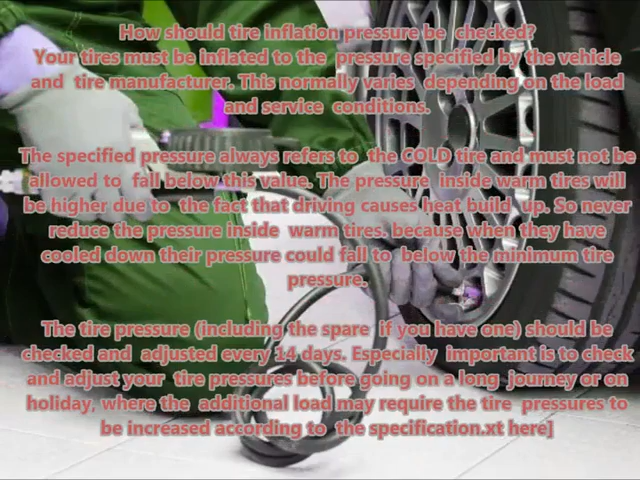 How should tire inflation pressure be checked?
Your tires must be inflated to the pressure specified by the vehicle
and tire manufacturer. This normally varies depending on the load
and service conditions.
The specified pressure always refers to the COLD tire and must not be
allowed to fall below this value. The pressure inside warm tires will
be higher due to the fact that driving causes heat build up. So never
reduce the pressure inside warm tires. because when they have
cooled down their pressure could fall to below the minimum tire
pressure.
The tire pressure (including the spare if you have one) should be
checked and adjusted every 14 days. Especially important is to check
and adjust your tire pressures before going on a long journey or on
holiday, where the additional load may require the tire pressures to
be increased according to the specification.xt here]